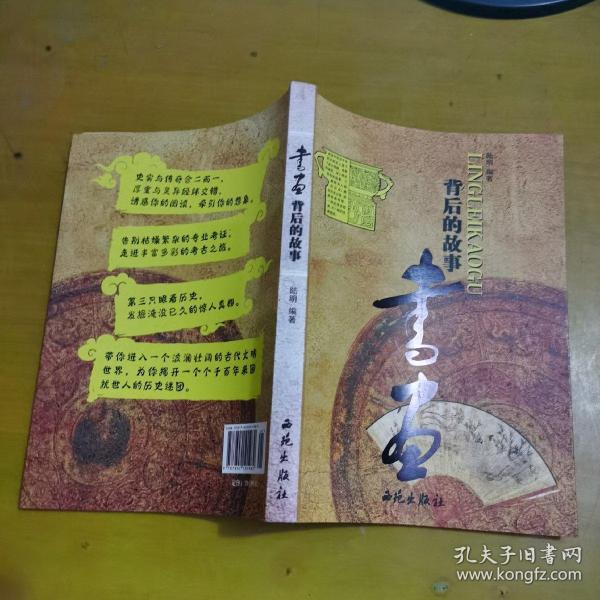 史实与传奇合二而一,
厚重与灵异经纬交错,
诱惑你的阅读,牵引你的想象。
告别枯燥繁杂的专业考证,
走进丰富多彩的考古之旅。
第三只眼看历史,
发掘淹没已久的惊人真相。
带你进入一个波澜壮阔的古代文明
世界,为你揭开一个个千百年来困
扰世人的历史谜团。
书画
背后的故事
陆明 编著
西苑出版社
LINGLEIKAOGU
陆明 编著
背后的故事
书画
西苑出版社
孔夫子旧书网
www.kongfz.com